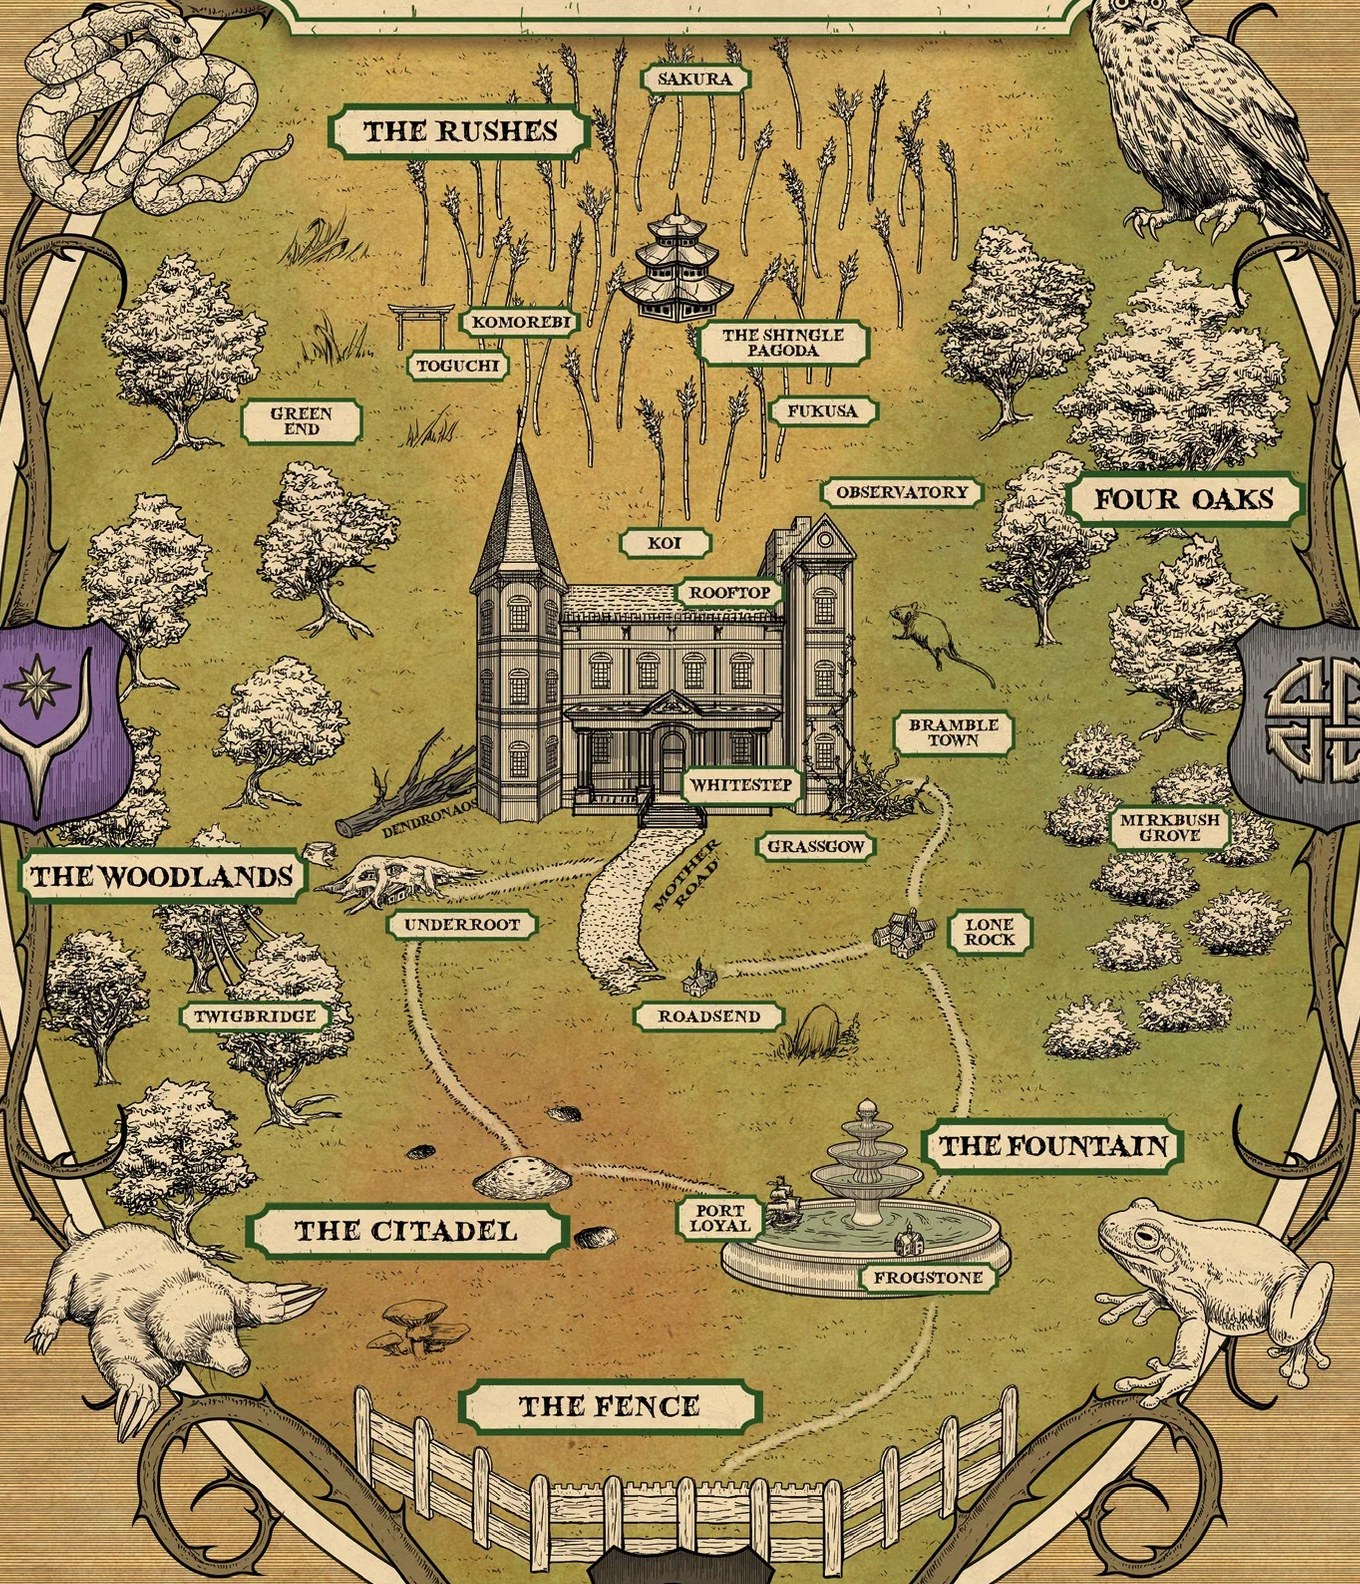 SAKURA
THE RUSHES
KOMOREBI
THE SHINGLE
PAGODA
TOGUCHI
GREEN
END
FUKUSA
OBSERVATORY
FOUR OAKS
KOI
ROOFTOP
BRAMBLE
TOWN
WHITESTEP
DENDRONAOS
MIRKBUSH
GROVE
GRASSGOW
MOTHER
ROAD
THE WOODLANDS
UNDERROOT
LONE
ROCK
TWIGBRIDGE
ROADSEND
THE FOUNTAIN
PORT
LOYAL
THE CITADEL
FROGSTONE
THE FENCE